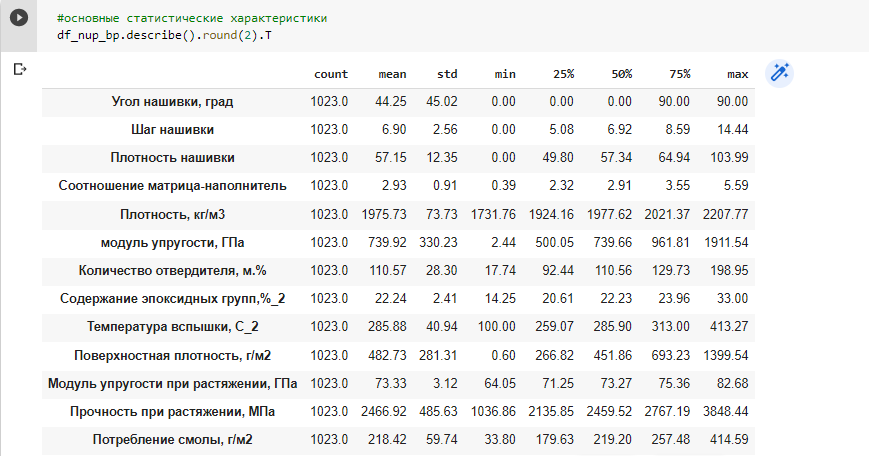 #основные статистические характеристики
df_nup_bp.describe().round(2).T
count mean std min 25% 50% 75% max
Угол нашивки, град 1023.0 44.25 45.02 0.00 0.00 0.00 90.00 90.00
Шаг нашивки 1023.0 6.90 2.56 0.00 5.08 6.92 8.59 14.44
Плотность нашивки 1023.0 57.15 12.35 0.00 49.80 57.34 64.94 103.99
Соотношение матрица-наполнитель 1023.0 2.93 0.91 0.39 2.32 2.91 3.55 5.59
Плотность, кг/м3 1023.0 1975.73 73.73 1731.76 1924.16 1977.62 2021.37 2207.77
модуль упругости, ГПа 1023.0 739.92 330.23 2.44 500.05 739.66 961.81 1911.54
Количество отвердителя, м.% 1023.0 110.57 28.30 17.74 92.44 110.56 129.73 198.95
Содержание эпоксидных групп,%_2 1023.0 22.24 2.41 14.25 20.61 22.23 23.96 33.00
Температура вспышки, С_2 1023.0 285.88 40.94 100.00 259.07 285.90 313.00 413.27
Поверхностная плотность, г/м2 1023.0 482.73 281.31 0.60 266.82 451.86 693.23 1399.54
Модуль упругости при растяжении, ГПа 1023.0 73.33 3.12 64.05 71.25 73.27 75.36 82.68
Прочность при растяжении, МПа 1023.0 2466.92 485.63 1036.86 2135.85 2459.52 2767.19 3848.44
Потребление смолы, г/м2 1023.0 218.42 59.74 33.80 179.63 219.20 257.48 414.59